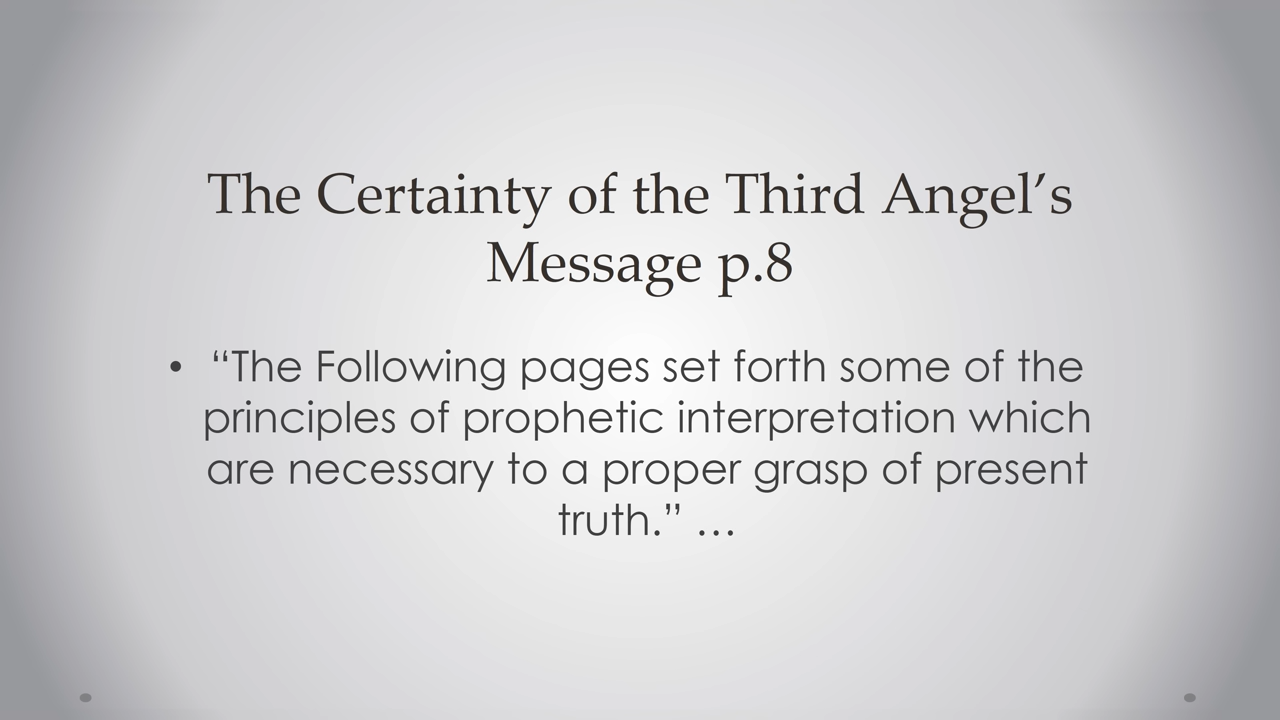 The Certainty of the Third Angel’s
Message p.8
• “The Following pages set forth some of the
principles of prophetic interpretation which
are necessary to a proper grasp of present
truth.” …